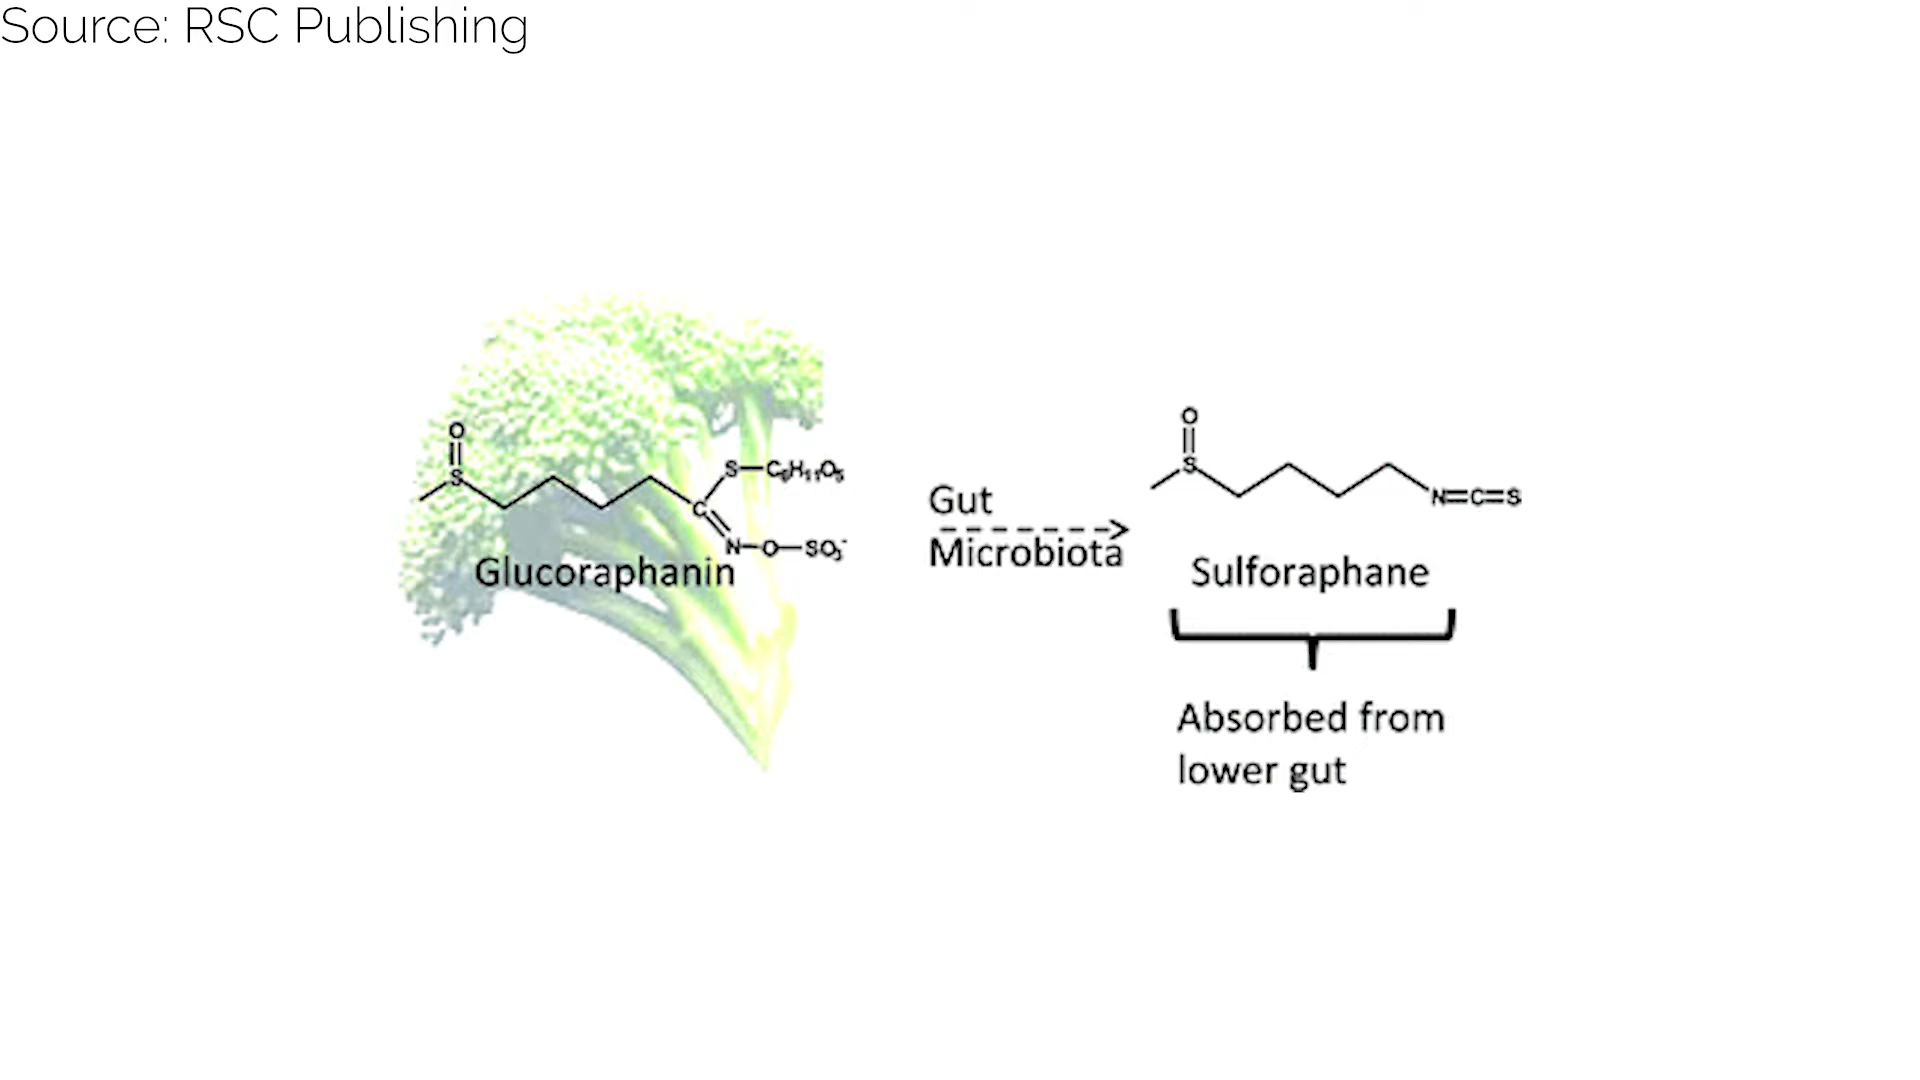 Source: RSC Publishing
O
S
S—C₆H₁₁O₅
C
N—O—SO₃⁻
Glucoraphanin
Gut
Microbiota
O
S
N=C=S
Sulforaphane
Absorbed from
lower gut